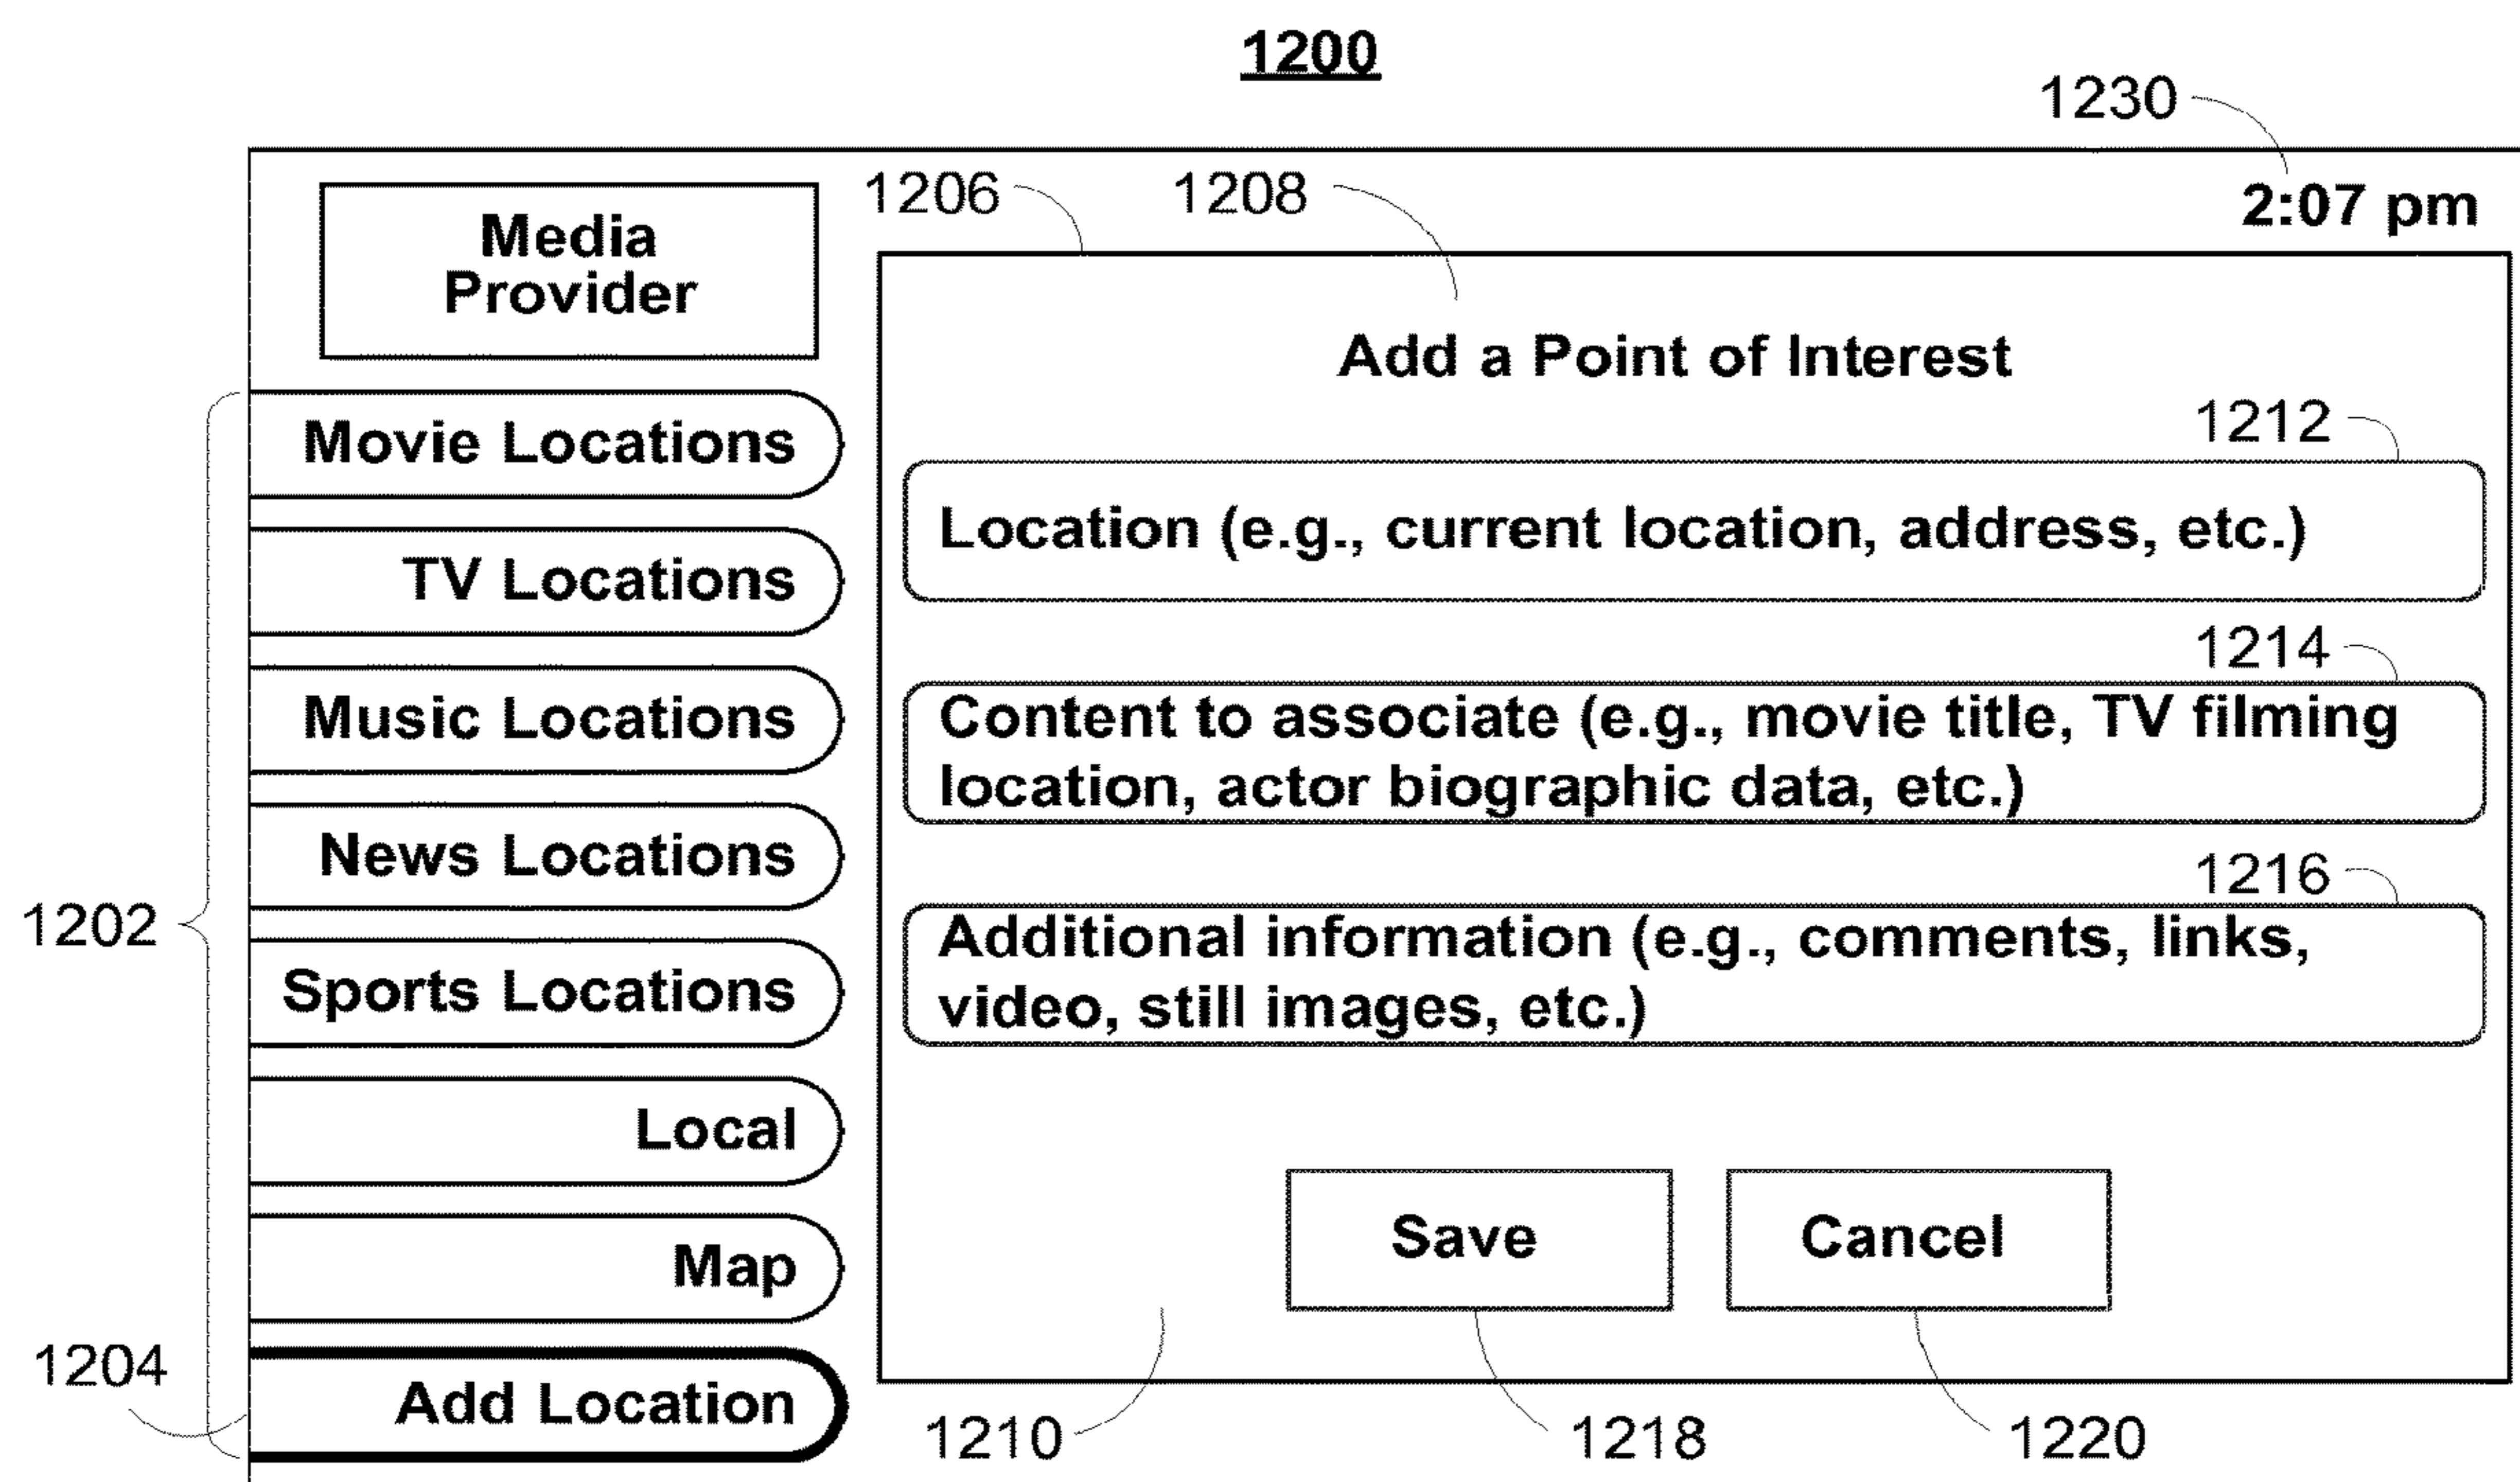 1200
1230
2:07 pm
1206
1208
Media
Provider
Movie Locations
TV Locations
Music Locations
News Locations
Sports Locations
Local
Map
Add Location
1202
1204
Add a Point of Interest
1212
Location (e.g., current location, address, etc.)
1214
Content to associate (e.g., movie title, TV filming
location, actor biographic data, etc.)
1216
Additional information (e.g., comments, links,
video, still images, etc.)
Save
Cancel
1210
1218
1220